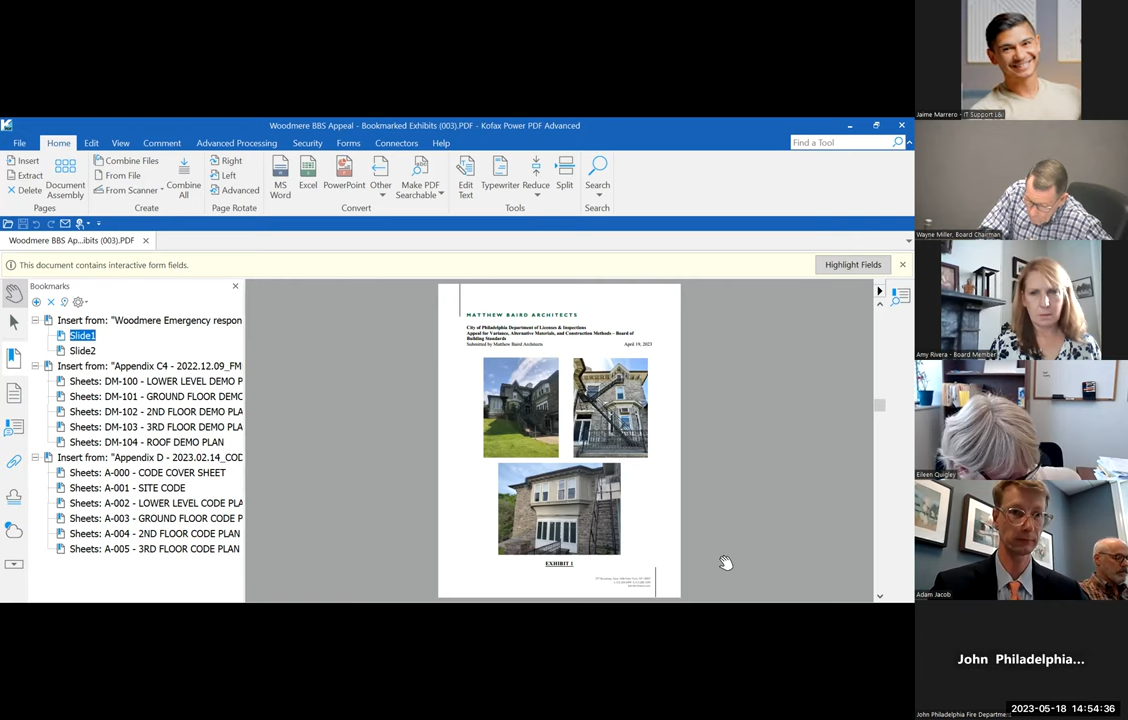 Woodmere BBS Appeal - Bookmarked Exhibits (003).PDF - Kofax Power PDF Advanced
File Home Edit View Comment Advanced Processing Security Forms Connectors Help
Find a Tool
Insert
Extract
Delete
Pages
Document
Assembly
Combine Files
From File
From Scanner
Combine
All
Create
Right
Left
Advanced
Page Rotate
MS
Word
Excel
PowerPoint
Other
Make PDF
Searchable
Convert
Edit
Text
Typewriter
Reduce
Split
Tools
Search
Search
Woodmere BBS Ap...ibits (003).PDF
This document contains interactive form fields.
Highlight Fields
Bookmarks
Insert from: "Woodmere Emergency respon
Slide1
Slide2
Insert from: "Appendix C4 - 2022.12.09_FM
Sheets: DM-100 - LOWER LEVEL DEMO P
Sheets: DM-101 - GROUND FLOOR DEMO
Sheets: DM-102 - 2ND FLOOR DEMO PLA
Sheets: DM-103 - 3RD FLOOR DEMO PLA
Sheets: DM-104 - ROOF DEMO PLAN
Insert from: "Appendix D - 2023.02.14_COD
Sheets: A-000 - CODE COVER SHEET
Sheets: A-001 - SITE CODE
Sheets: A-002 - LOWER LEVEL CODE PLA
Sheets: A-003 - GROUND FLOOR CODE P
Sheets: A-004 - 2ND FLOOR CODE PLAN
Sheets: A-005 - 3RD FLOOR CODE PLAN
MATTHEW BAIRD ARCHITECTS
City of Philadelphia Department of Licenses & Inspections
Appeal for Variance, Alternative Materials, and Construction Methods – Board of
Building Standards
Submitted by Matthew Baird Architects April 19, 2023
EXHIBIT 1
Jaime Marrero - IT Support L&I
Wayne Miller, Board Chairman
Amy Rivera - Board Member
Eileen Quigley
Adam Jacob
John Philadelphia...
John Philadelphia Fire Department
2023-05-18 14:54:36